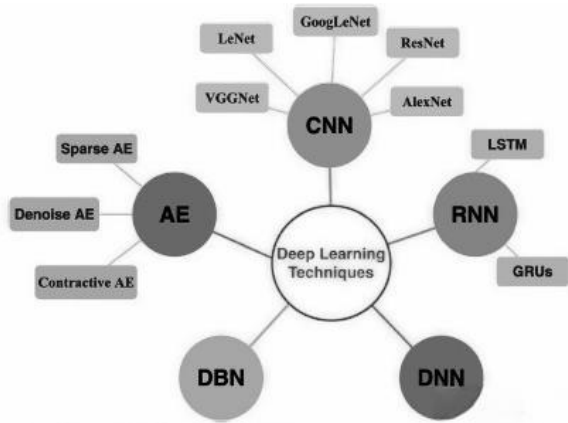 GoogLeNet
LeNet
ResNet
VGGNet
AlexNet
CNN
Sparse AE
LSTM
Denoise AE
AE
RNN
Contractive AE
GRUs
Deep Learning
Techniques
DBN
DNN